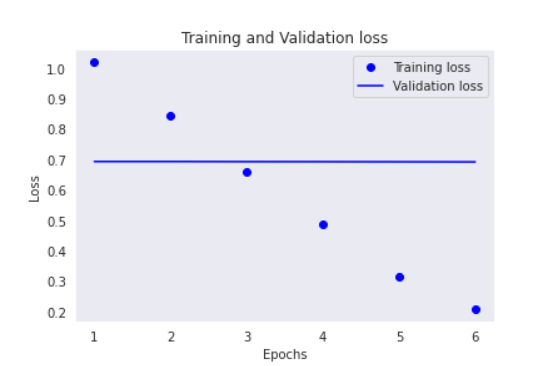 Training and Validation loss
Training loss
Validation loss
1.0
0.9
0.8
0.7
0.6
0.5
0.4
0.3
0.2
Loss
1 2 3 4 5 6
Epochs